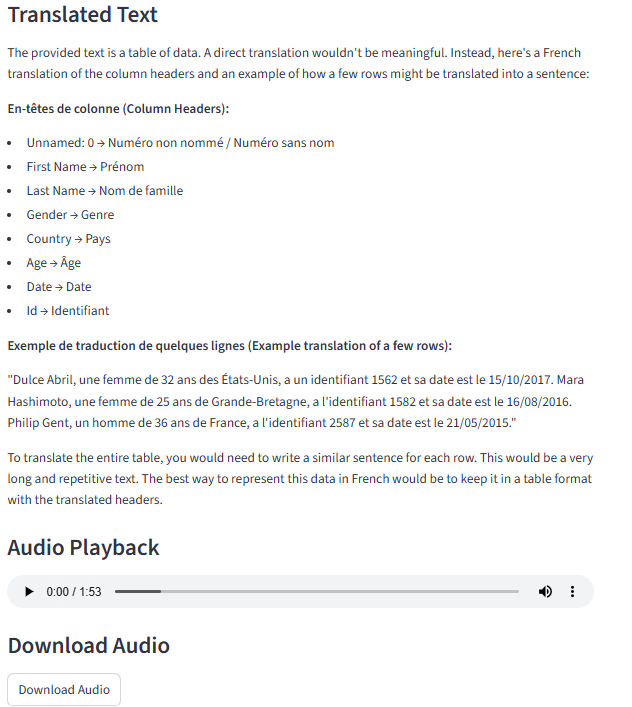 Translated Text
The provided text is a table of data. A direct translation wouldn't be meaningful. Instead, here's a French
translation of the column headers and an example of how a few rows might be translated into a sentence:
En-têtes de colonne (Column Headers):
• Unnamed: 0 → Numéro non nommé / Numéro sans nom
• First Name → Prénom
• Last Name → Nom de famille
• Gender → Genre
• Country → Pays
• Age → Âge
• Date → Date
• Id → Identifiant
Exemple de traduction de quelques lignes (Example translation of a few rows):
"Dulce Abril, une femme de 32 ans des États-Unis, a un identifiant 1562 et sa date est le 15/10/2017. Mara
Hashimoto, une femme de 25 ans de Grande-Bretagne, a l'identifiant 1582 et sa date est le 16/08/2016.
Philip Gent, un homme de 36 ans de France, a l'identifiant 2587 et sa date est le 21/05/2015."
To translate the entire table, you would need to write a similar sentence for each row. This would be a very
long and repetitive text. The best way to represent this data in French would be to keep it in a table format
with the translated headers.
Audio Playback
0:00 / 1:53
Download Audio
Download Audio